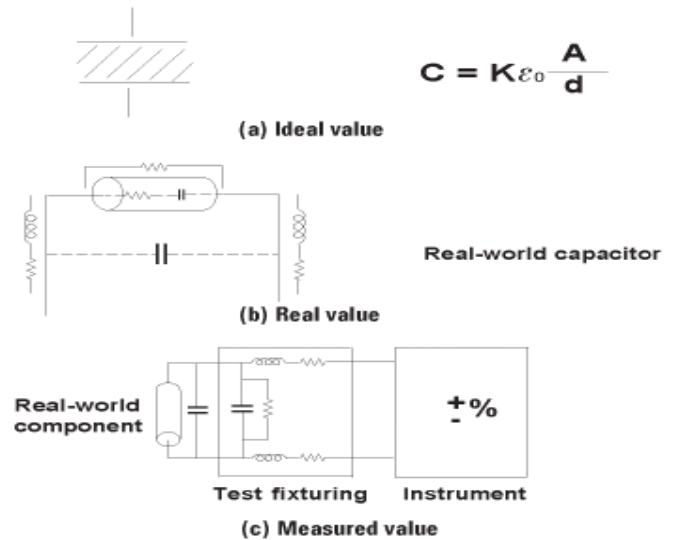 C = Kε₀ A/d
(a) Ideal value
Real-world capacitor
(b) Real value
Real-world
component
+
-
%
Test fixturing
Instrument
(c) Measured value